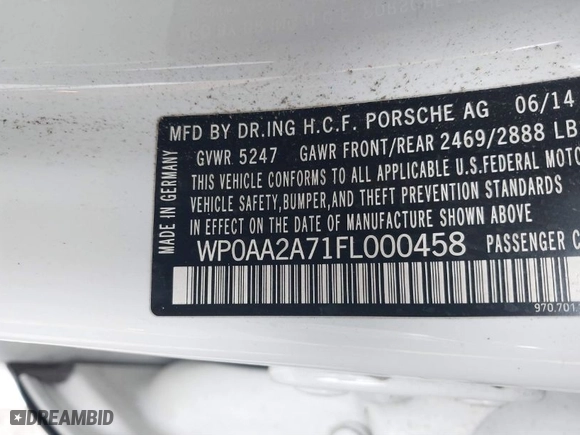 MFD BY DR.ING H.C.F. PORSCHE AG 06/14
GVWR 5247 GAWR FRONT/REAR 2469/2888 LB
THIS VEHICLE CONFORMS TO ALL APPLICABLE U.S.FEDERAL MOTO
VEHICLE SAFETY,BUMPER,AND THEFT PREVENTION STANDARDS
IN EFFECT ON THE DATE OF MANUFACTURE SHOWN ABOVE
WP0AA2A71FL000458 PASSENGER C
MADE IN GERMANY
970.701
DREAMBID